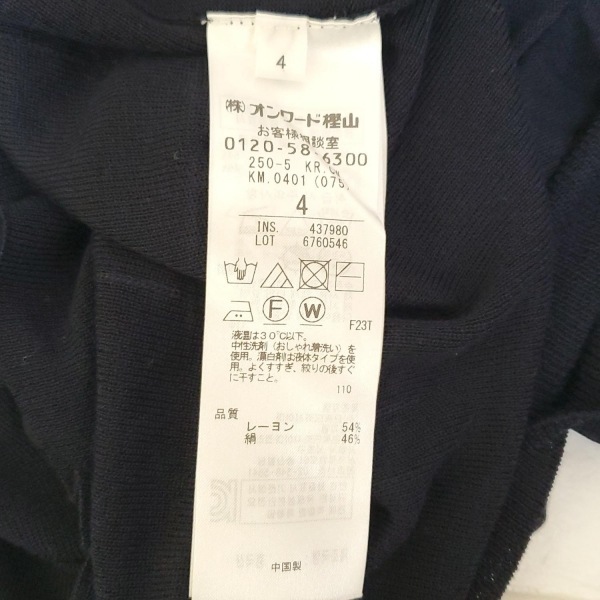 4
(株)オンワード樫山
お客様相談室
0120-58-6300
250-5 KR.
KM.0401 (075)
4
INS. 437980
LOT 6760546
F W
F23T
液温は30℃以下。
中性洗剤（おしゃれ着洗い）を
使用。漂白剤は液体タイプを使
用。よくすすぎ、絞りの後すぐ
に干すこと。
110
品質
レーヨン 54%
絹 46%
中国製